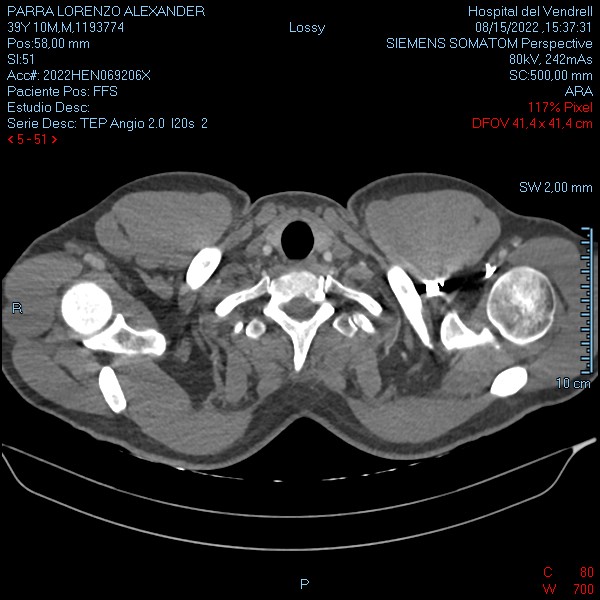 PARRA LORENZO ALEXANDER
39Y 10M,M,1193774
Pos:58,00 mm
SI:51
Acc#: 2022HEN069206X
Paciente Pos: FFS
Estudio Desc:
Serie Desc: TEP Angio 2.0 I20s 2
< 5 - 51 >
Lossy
Hospital del Vendrell
08/15/2022 ,15:37:31
SIEMENS SOMATOM Perspective
80kV, 242mAs
SC:500,00 mm
ARA
117% Pixel
DFOV 41,4 x 41,4 cm
SW 2,00 mm
R
10 cm
P
C 80
W 700